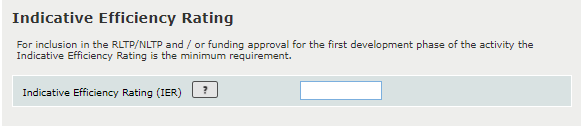 Indicative Efficiency Rating
For inclusion in the RLTP/NLTP and / or funding approval for the first development phase of the activity the
Indicative Efficiency Rating is the minimum requirement.
Indicative Efficiency Rating (IER) ?